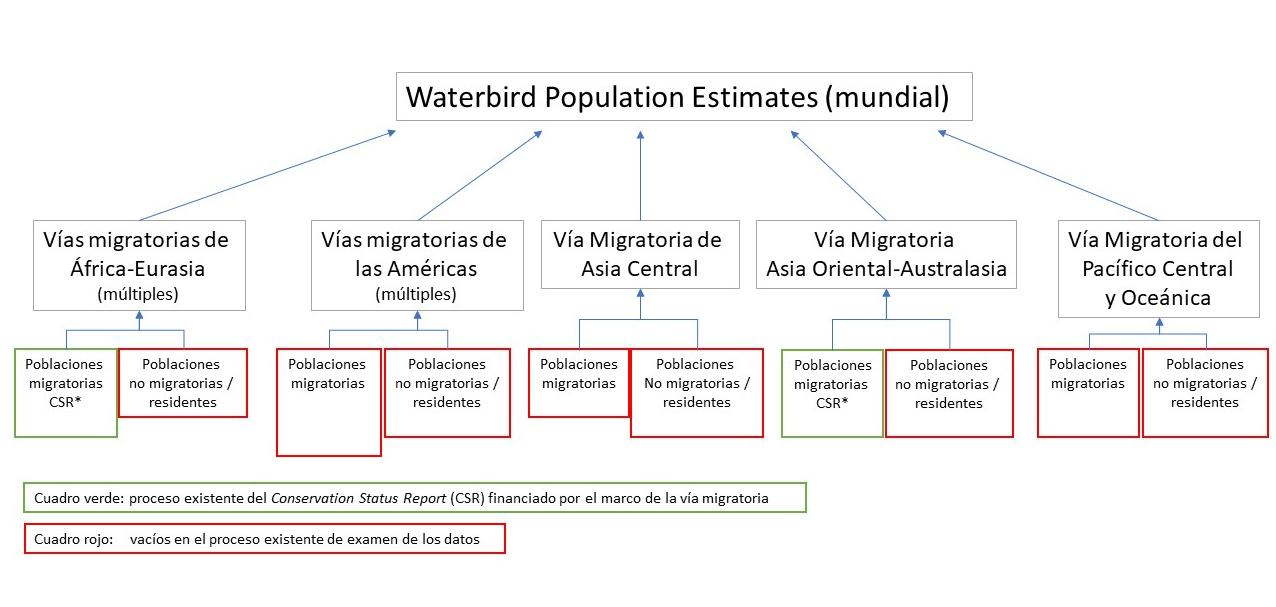 Waterbird Population Estimates (mundial)
Vías migratorias de
África-Eurasia
(múltiples)
Vías migratorias de
las Américas
(múltiples)
Vía Migratoria de
Asia Central
Vía Migratoria
Asia Oriental-Australasia
Vía Migratoria del
Pacífico Central
y Oceánica
Poblaciones
migratorias
CSR*
Poblaciones
no migratorias /
residentes
Poblaciones
migratorias
Poblaciones
no migratorias /
residentes
Poblaciones
migratorias
Poblaciones
No migratorias /
residentes
Poblaciones
migratorias
CSR*
Poblaciones
no migratorias /
residentes
Poblaciones
migratorias
Poblaciones
no migratorias /
residentes
Cuadro verde: proceso existente del Conservation Status Report (CSR) financiado por el marco de la vía migratoria
Cuadro rojo: vacíos en el proceso existente de examen de los datos